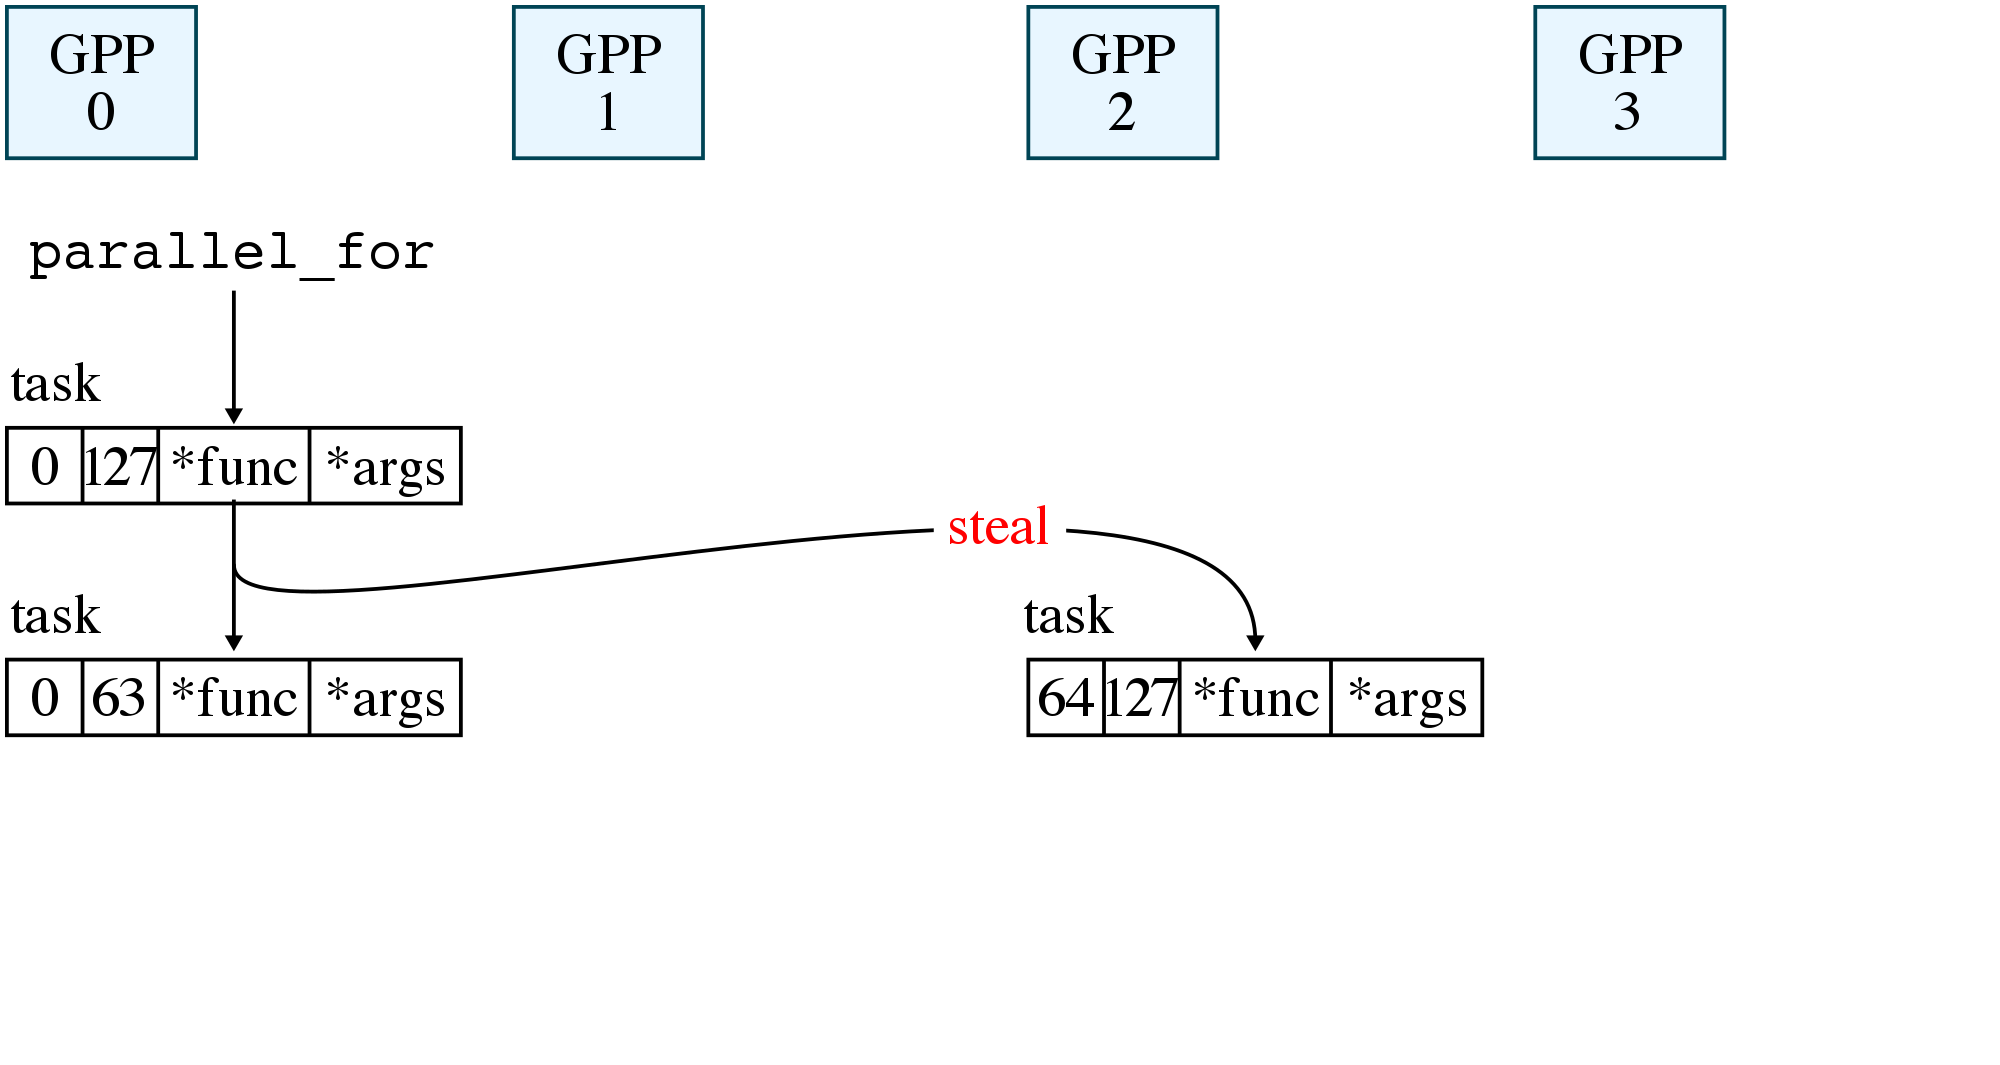 GPP
0
GPP
1
GPP
2
GPP
3
parallel_for
task
0 127 *func *args
steal
task
0 63 *func *args
task
64 127 *func *args